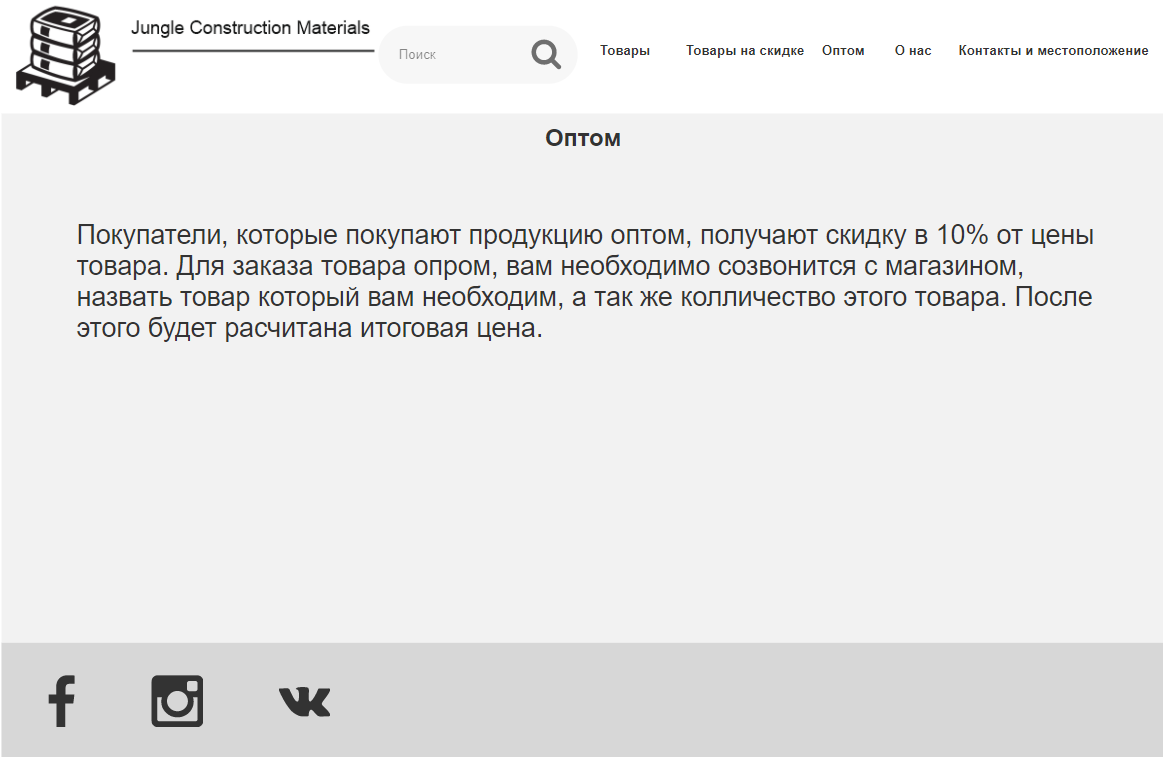 Jungle Construction Materials
Поиск
Товары
Товары на скидке
Оптом
О нас
Контакты и местоположение
Оптом
Покупатели, которые покупают продукцию оптом, получают скидку в 10% от цены
товара. Для заказа товара опром, вам необходимо созвонится с магазином,
назвать товар который вам необходим, а так же колличество этого товара. После
этого будет расчитана итоговая цена.